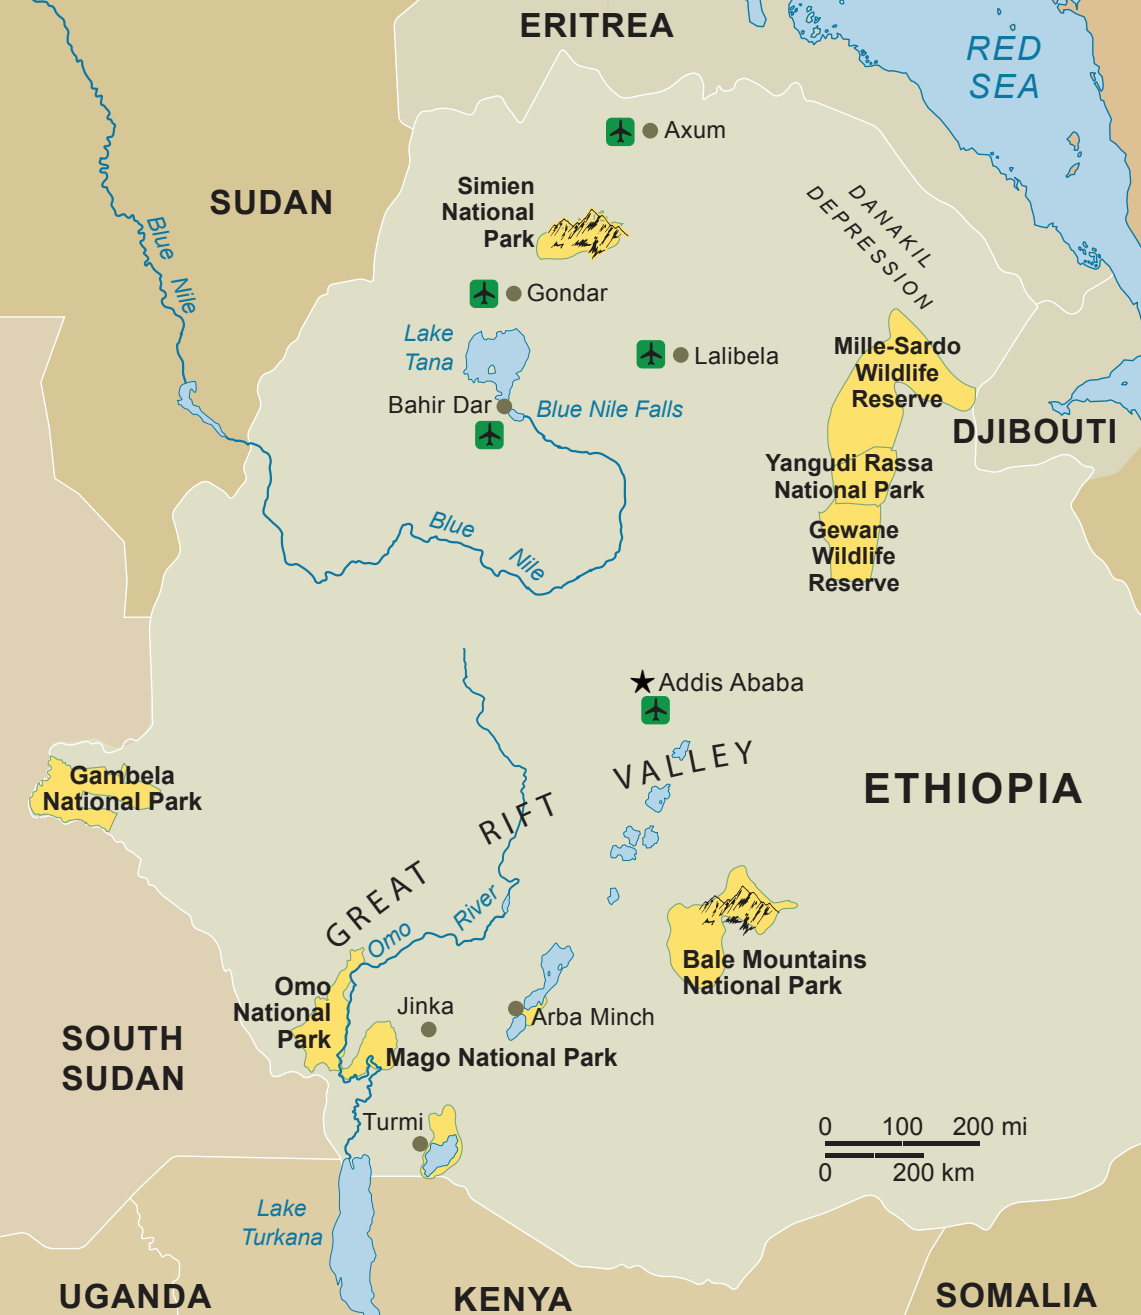 ERITREA
RED
SEA
Axum
SUDAN
Simien
National
Park
DANAKIL
DEPRESSION
Blue Nile
Gondar
Lake
Tana
Lalibela
Mille-Sardo
Wildlife
Reserve
Bahir Dar
Blue Nile Falls
DJIBOUTI
Yangudi Rassa
National Park
Blue Nile
Gewane
Wildlife
Reserve
Addis Ababa
GREAT RIFT VALLEY
ETHIOPIA
Gambela
National Park
Omo River
Bale Mountains
National Park
Omo
National
Park
Jinka
Arba Minch
SOUTH
SUDAN
Mago National Park
Turmi
0 100 200 mi
0 200 km
Lake
Turkana
UGANDA
KENYA
SOMALIA